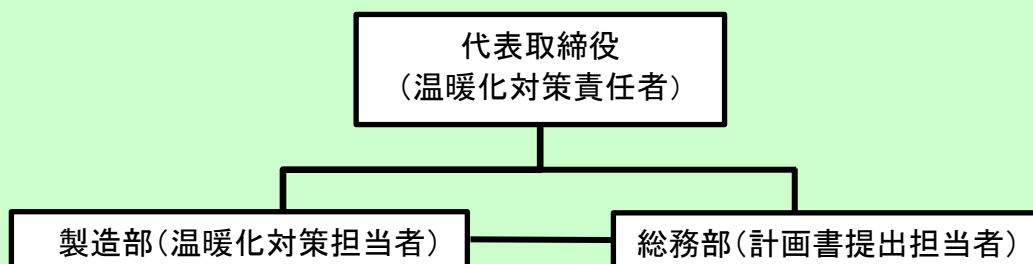 代表取締役
（温暖化対策責任者）
製造部（温暖化対策担当者）
総務部（計画書提出担当者）